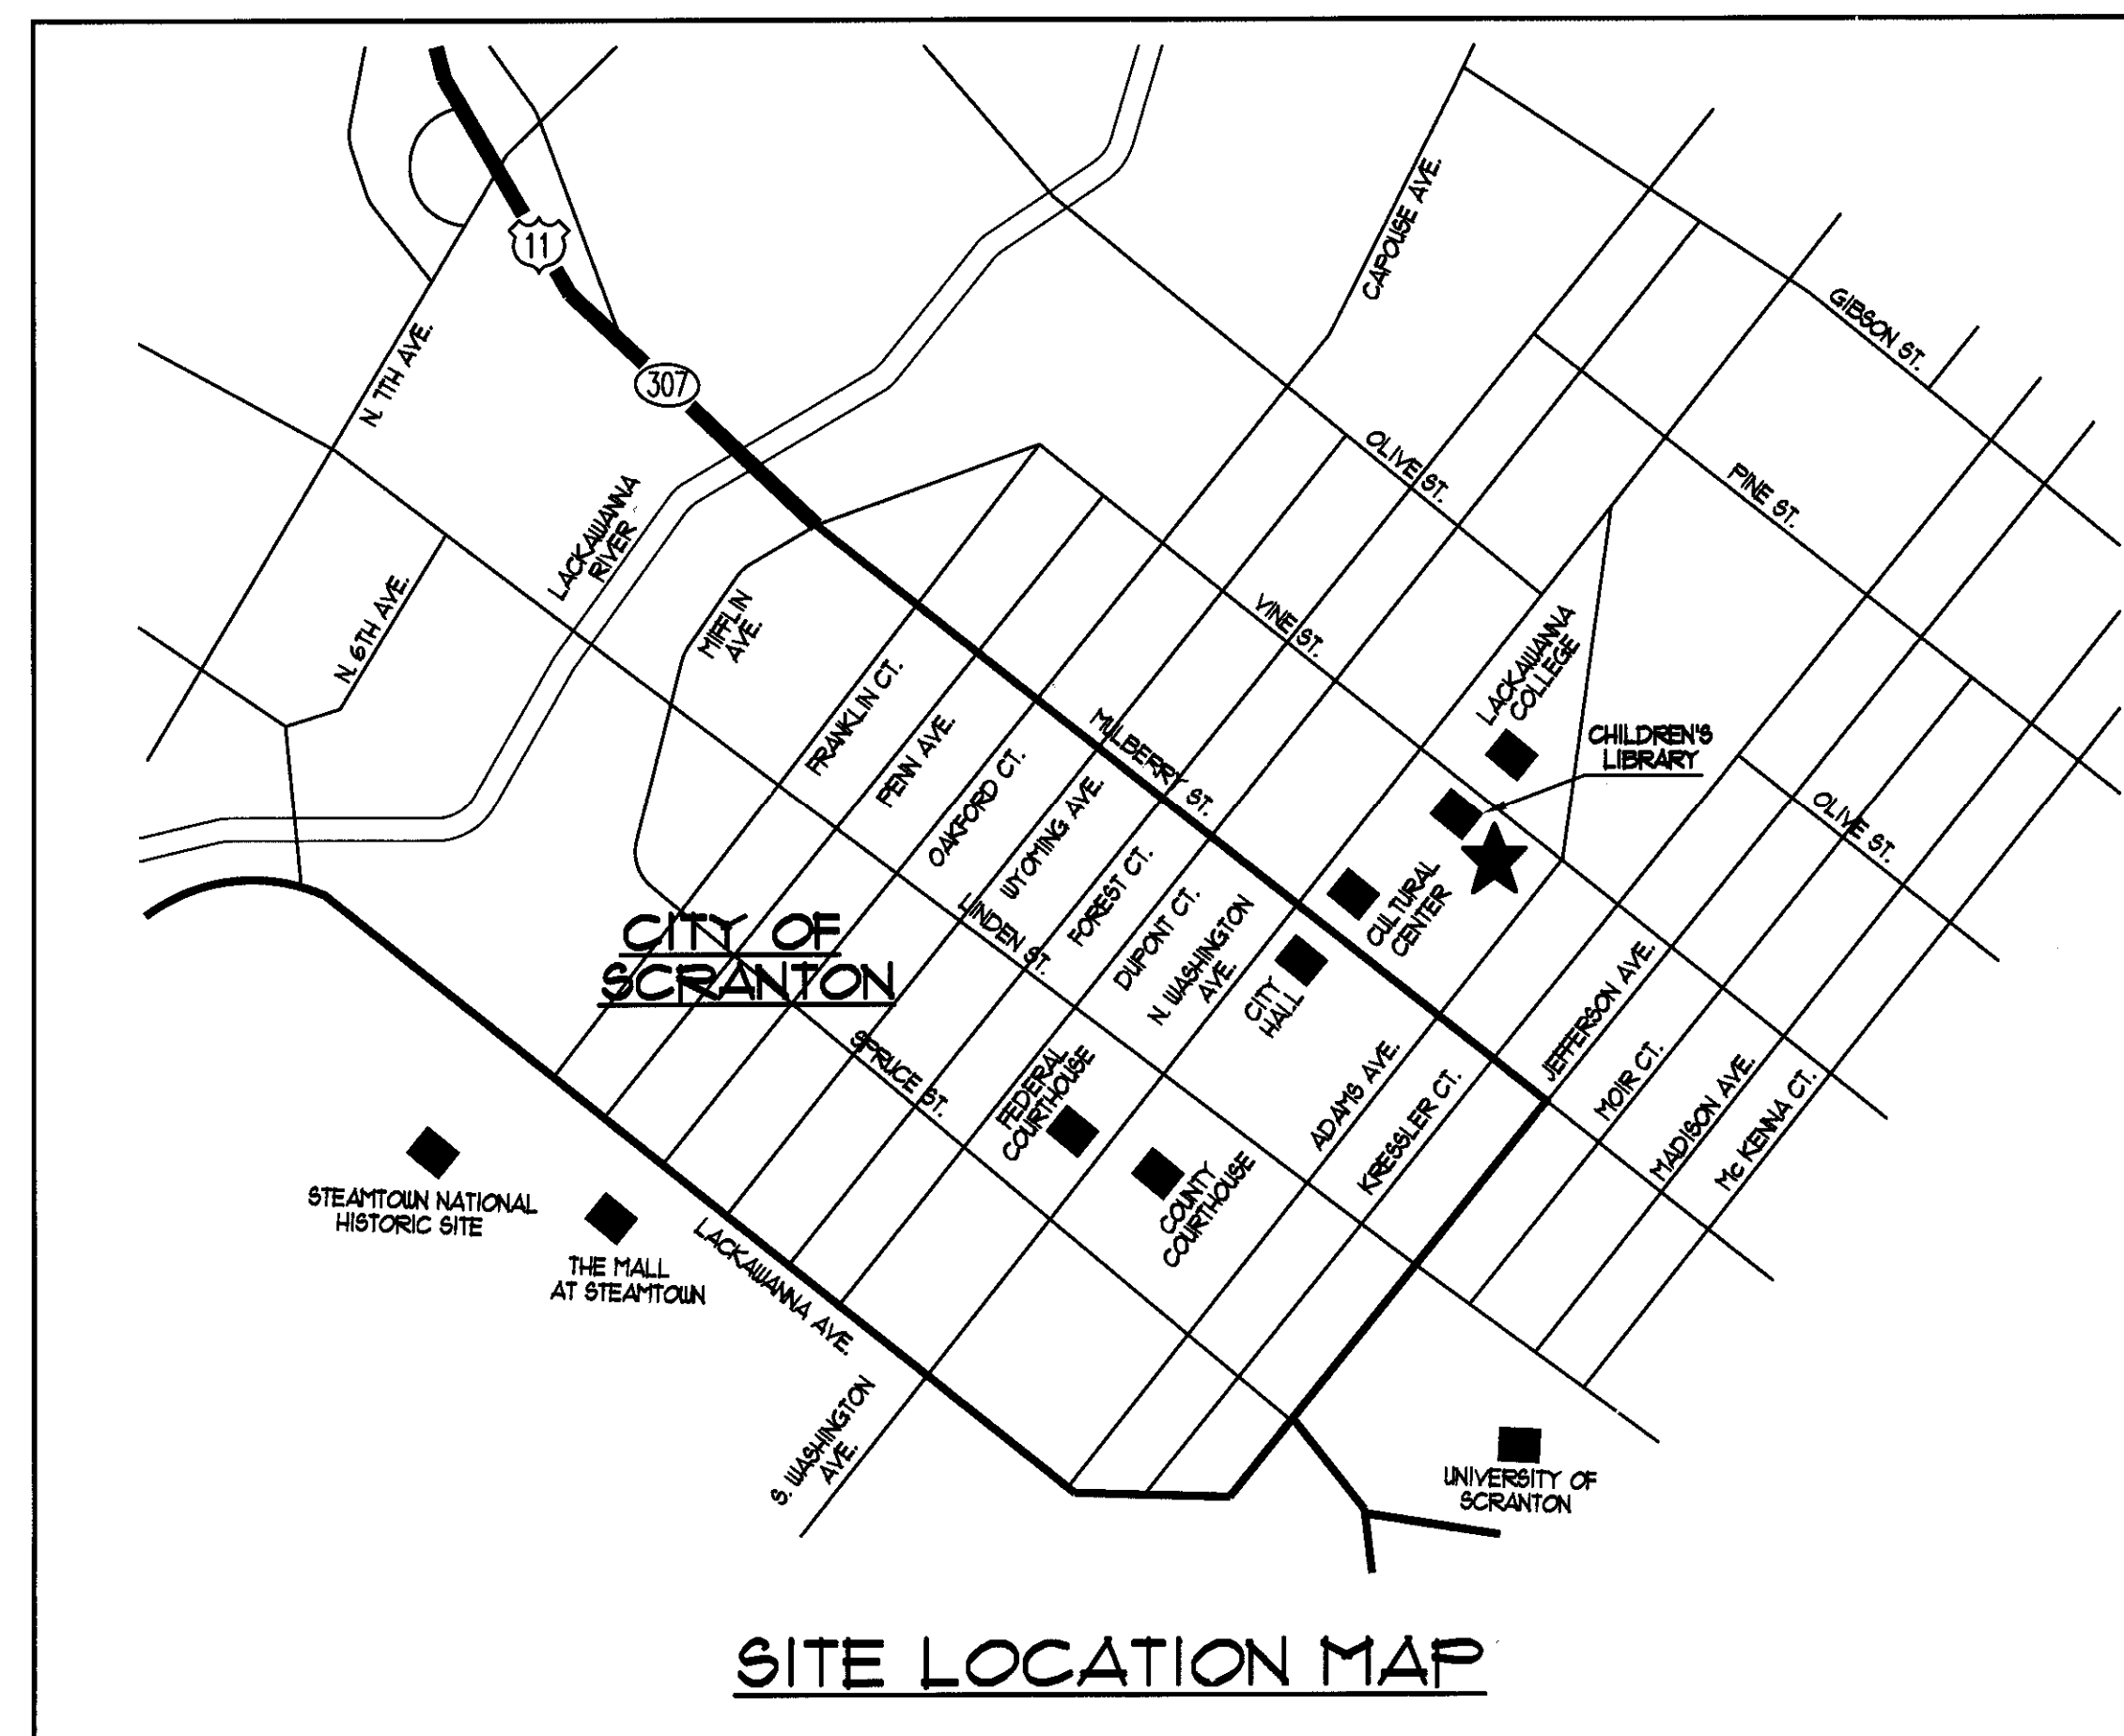 CAPOUSE AVE.
11
GIBSON ST.
N. 7TH AVE.
307
OLIVE ST.
PINE ST.
LACKAWANNA
RIVER
N. 6TH AVE.
MIFFLIN
AVE.
VINE ST.
LACKAWANNA
COLLEGE
FRANKLIN CT.
PENN AVE.
OAKFORD CT.
MULBERRY ST.
CHILDREN'S
LIBRARY
WYOMING AVE.
OLIVE ST.
LINDEN ST.
FOREST CT.
DUPONT CT.
N. WASHINGTON
AVE.
CULTURAL
CENTER
CITY
HALL
CITY OF
SCRANTON
SPRUCE ST.
FEDERAL
COURTHOUSE
ADAMS AVE.
KRESSLER CT.
JEFFERSON AVE.
MOIR CT.
MADISON AVE.
Mc KENNA CT.
COUNTY
COURTHOUSE
STEAMTOWN NATIONAL
HISTORIC SITE
THE MALL
AT STEAMTOWN
LACKAWANNA AVE.
S. WASHINGTON
AVE.
UNIVERSITY OF
SCRANTON
SITE LOCATION MAP